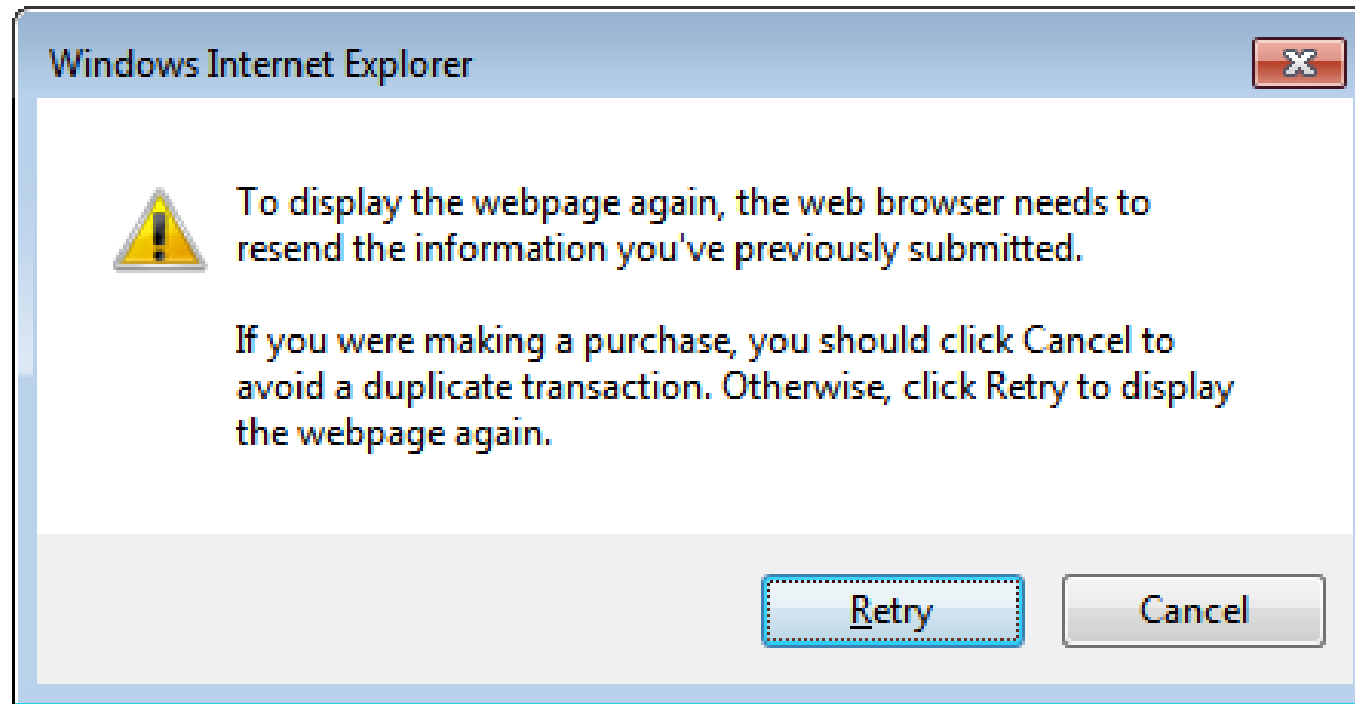 Windows Internet Explorer
To display the webpage again, the web browser needs to
resend the information you've previously submitted.
If you were making a purchase, you should click Cancel to
avoid a duplicate transaction. Otherwise, click Retry to display
the webpage again.
Retry
Cancel